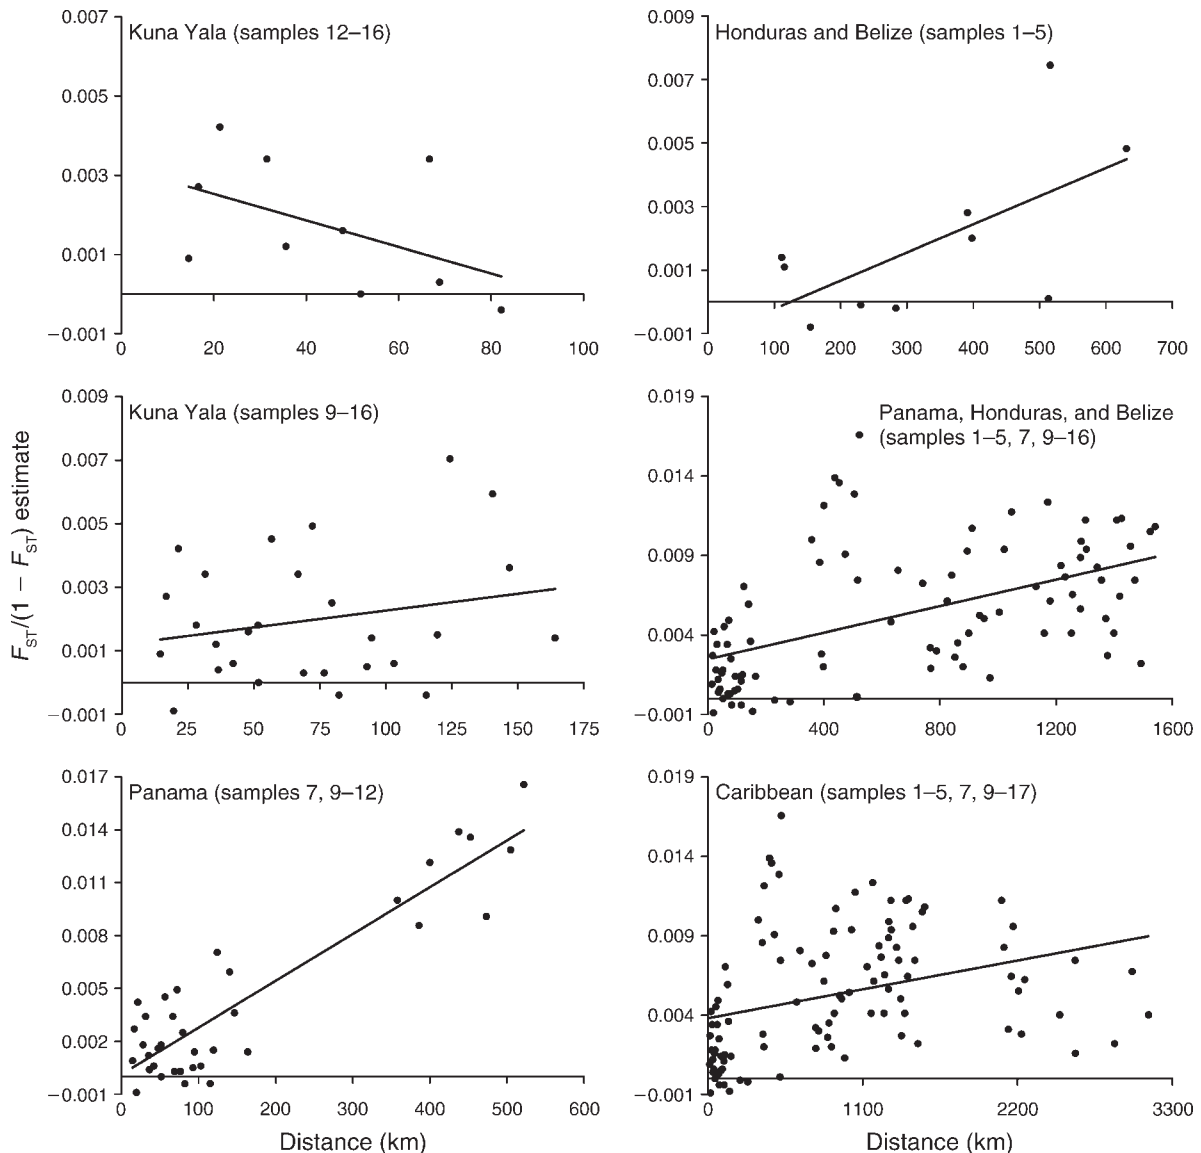 Kuna Yala (samples 12–16)
0.007
0.005
0.003
0.001
−0.001
0 20 40 60 80 100
Honduras and Belize (samples 1–5)
0.009
0.007
0.005
0.003
0.001
−0.001
0 100 200 300 400 500 600 700
Kuna Yala (samples 9–16)
0.009
0.007
0.005
0.003
0.001
−0.001
0 25 50 75 100 125 150 175
F_ST/(1 − F_ST) estimate
Panama, Honduras, and Belize
(samples 1–5, 7, 9–16)
0.019
0.014
0.009
0.004
−0.001
0 400 800 1200 1600
Panama (samples 7, 9–12)
0.017
0.014
0.011
0.008
0.005
0.002
−0.001
0 100 200 300 400 500 600
Distance (km)
Caribbean (samples 1–5, 7, 9–17)
0.019
0.014
0.009
0.004
−0.001
0 1100 2200 3300
Distance (km)